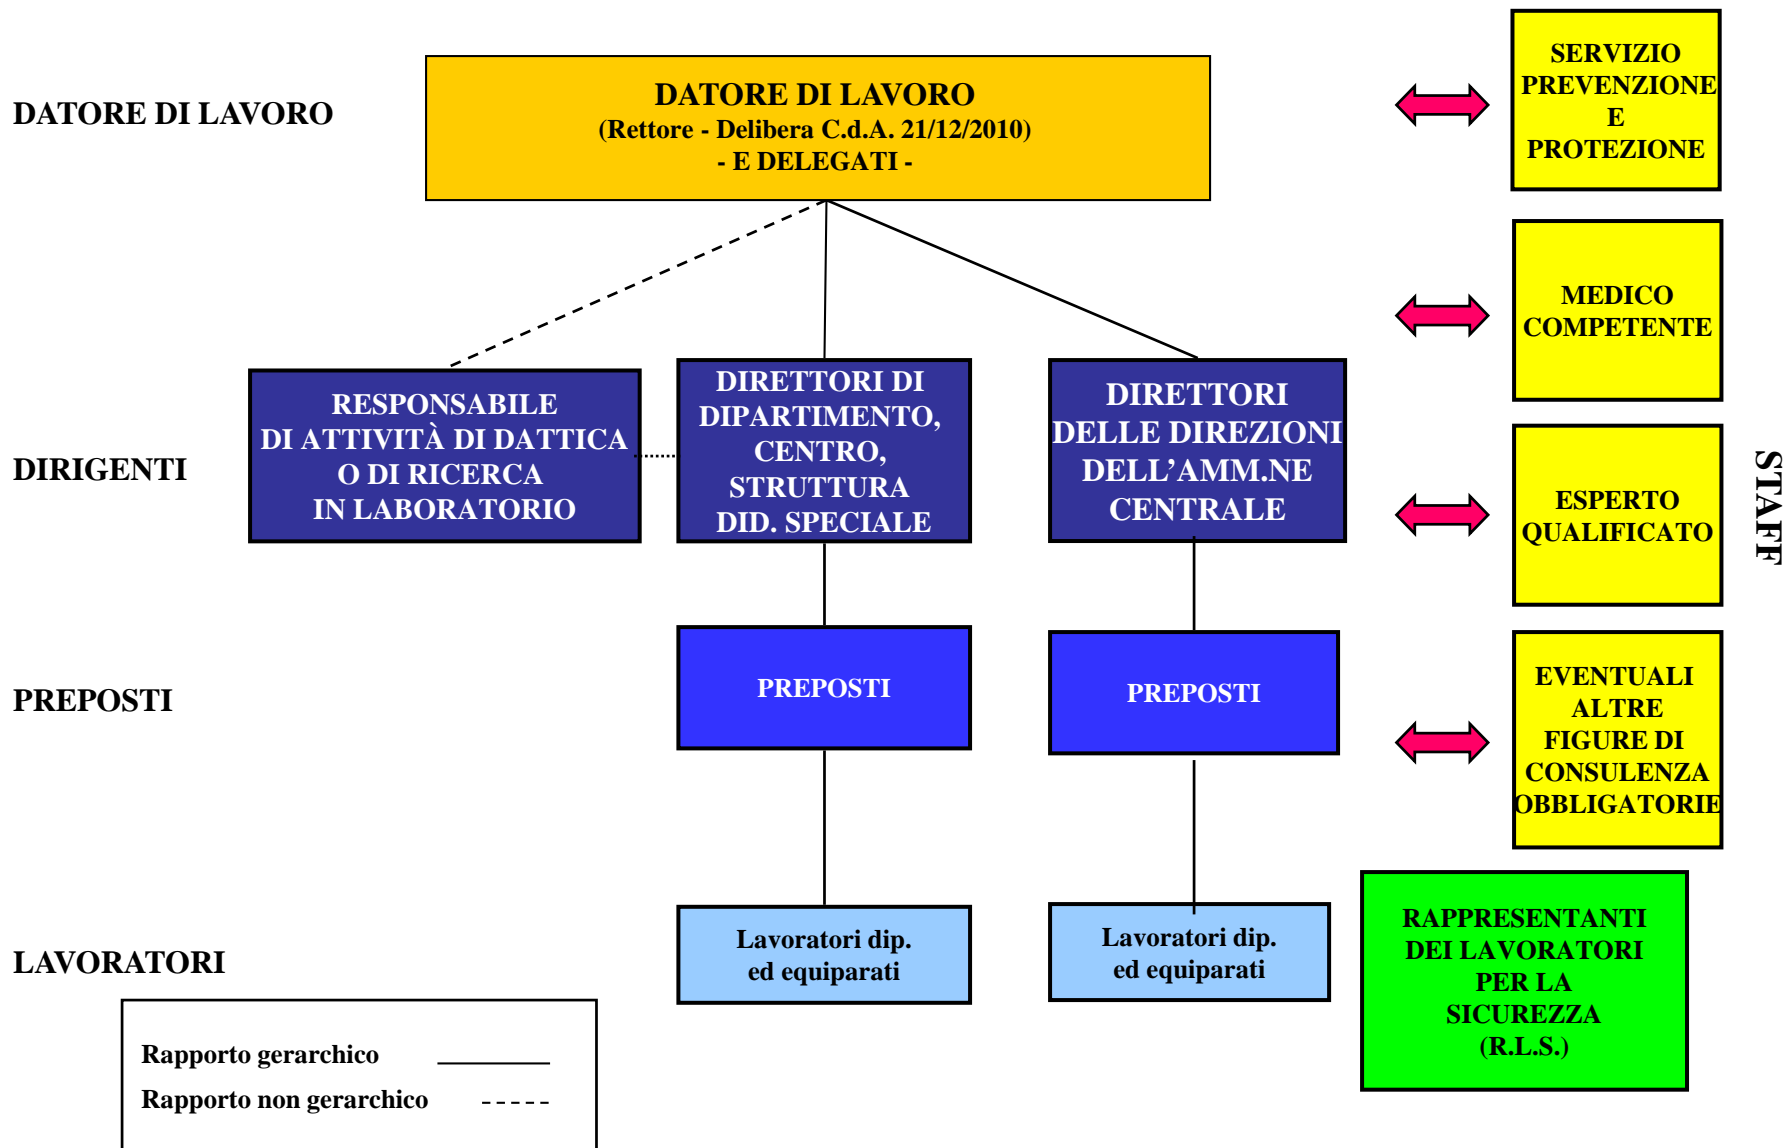 DATORE DI LAVORO
DATORE DI LAVORO
(Rettore - Delibera C.d.A. 21/12/2010)
- E DELEGATI -
SERVIZIO
PREVENZIONE
E
PROTEZIONE
MEDICO
COMPETENTE
DIRIGENTI
RESPONSABILE
DI ATTIVITÀ DI DATTICA
O DI RICERCA
IN LABORATORIO
DIRETTORI DI
DIPARTIMENTO,
CENTRO,
STRUTTURA
DID. SPECIALE
DIRETTORI
DELLE DIREZIONI
DELL’AMM.NE
CENTRALE
ESPERTO
QUALIFICATO
STAFF
PREPOSTI
PREPOSTI
PREPOSTI
EVENTUALI
ALTRE
FIGURE DI
CONSULENZA
OBBLIGATORIE
LAVORATORI
Lavoratori dip.
ed equiparati
Lavoratori dip.
ed equiparati
RAPPRESENTANTI
DEI LAVORATORI
PER LA
SICUREZZA
(R.L.S.)
Rapporto gerarchico
Rapporto non gerarchico